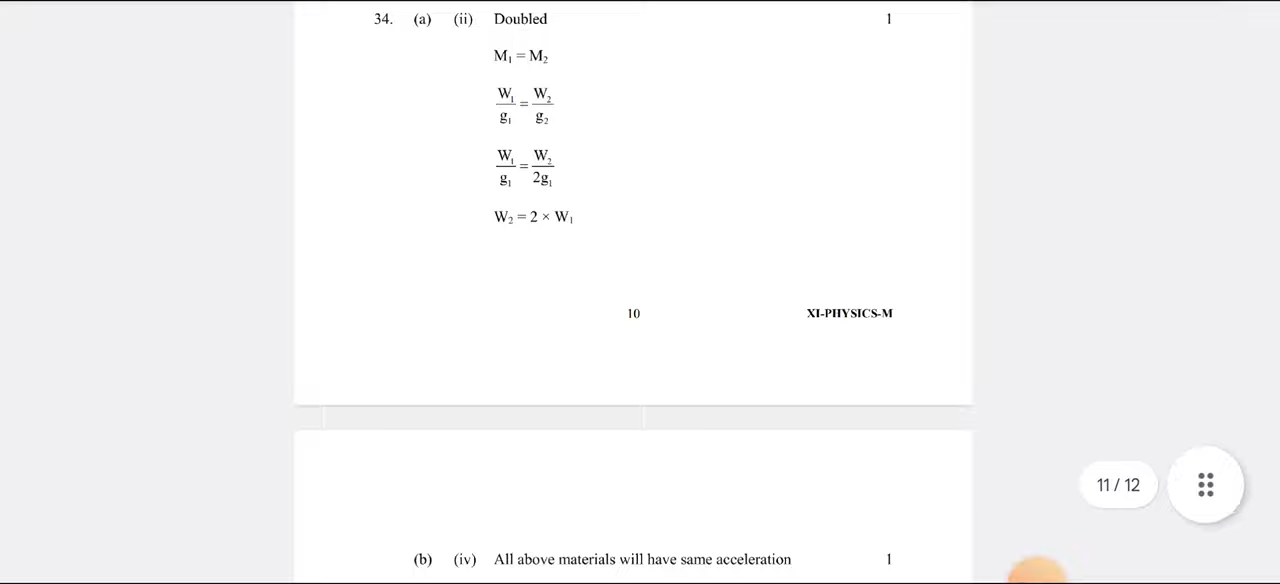 34. (a) (ii) Doubled 1
M₁ = M₂
W₁/g₁ = W₂/g₂
W₁/g₁ = W₂/2g₁
W₂ = 2 × W₁
10 XI-PHYSICS-M
11 / 12
(b) (iv) All above materials will have same acceleration 1